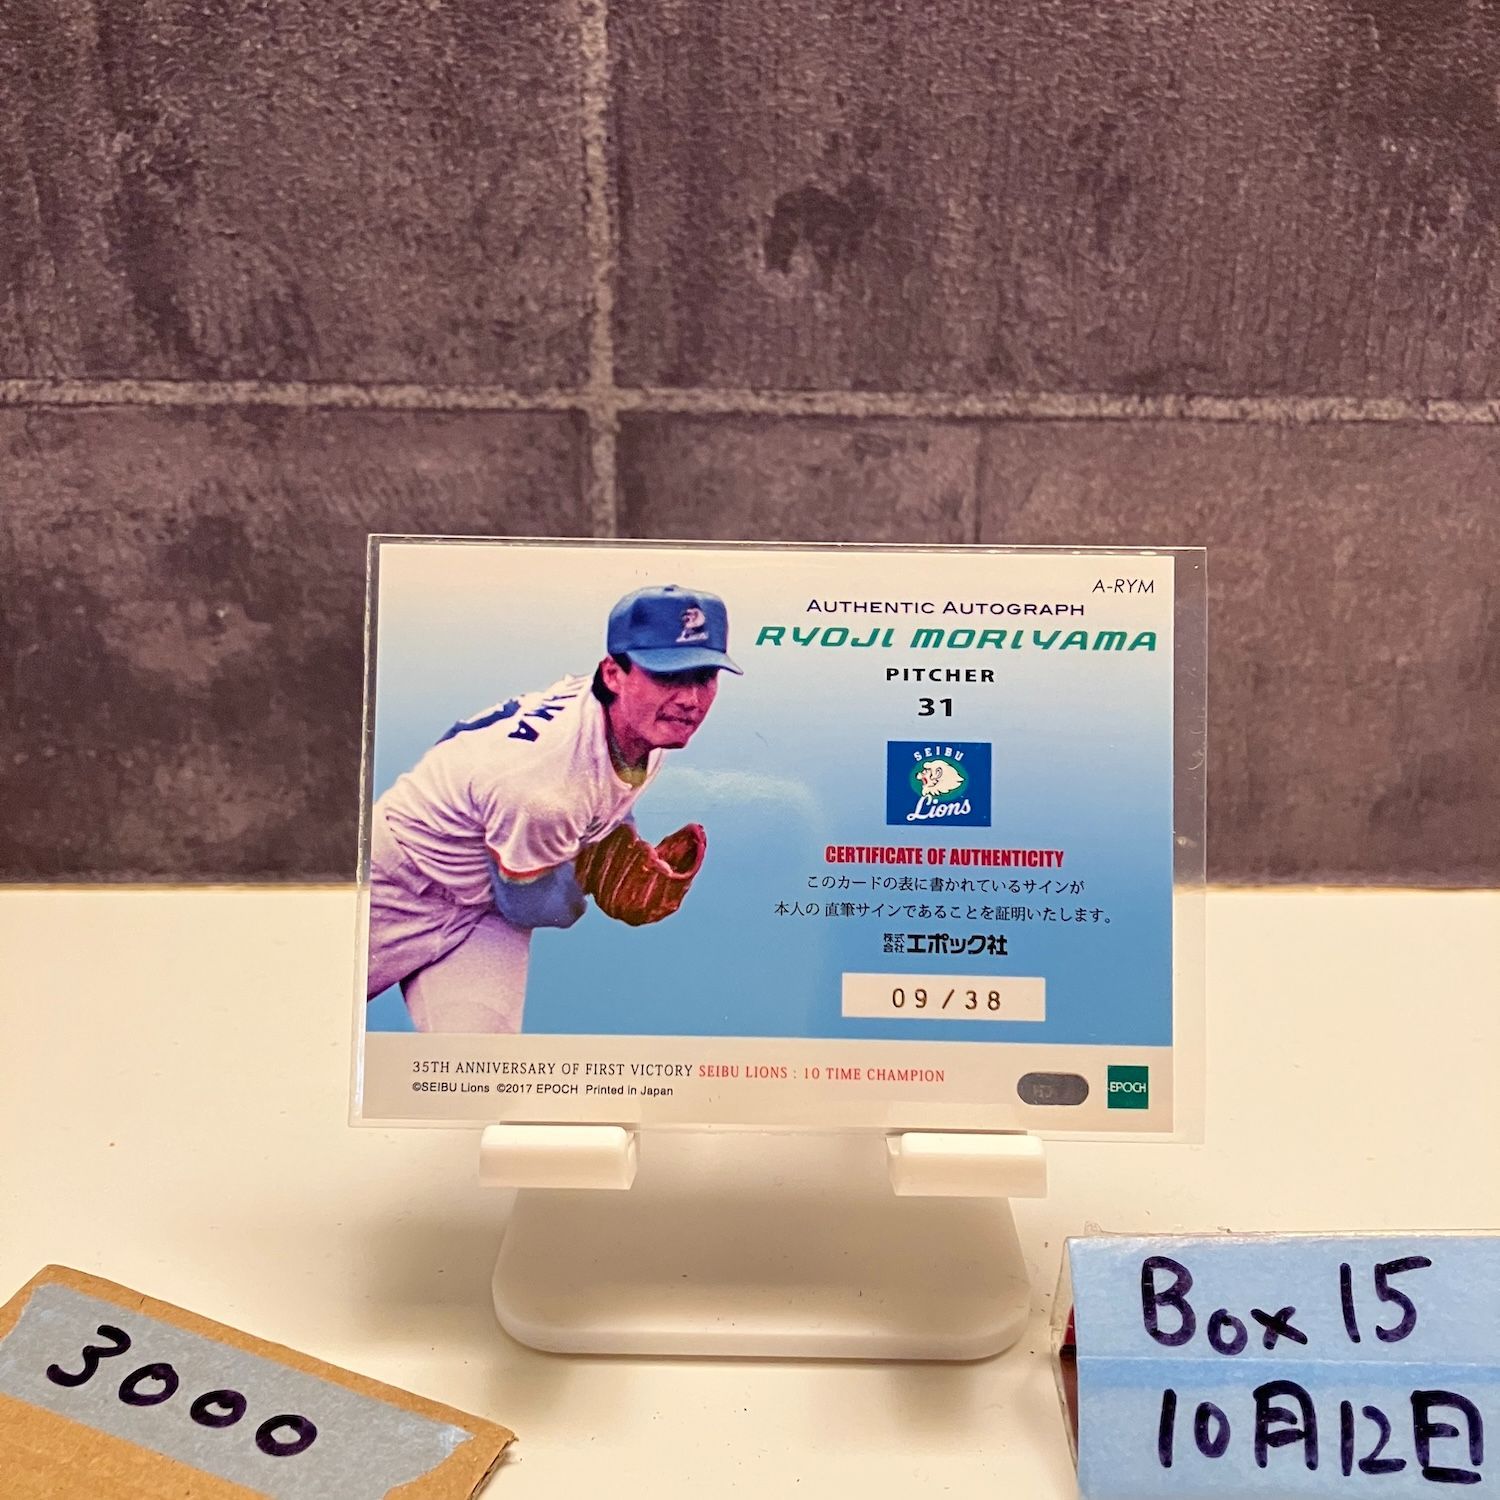 A-RYM
AUTHENTIC AUTOGRAPH
RYOJI MORIYAMA
PITCHER
31
Lions
SEIBU
Lions
CERTIFICATE OF AUTHENTICITY
このカードの表に書かれているサインが
本人の 直筆サインであることを証明いたします。
株式会社エポック社
09/38
35TH ANNIVERSARY OF FIRST VICTORY SEIBU LIONS : 10 TIME CHAMPION
©SEIBU Lions ©2017 EPOCH Printed in Japan
EPOCH
3000
Box 15
10月12日